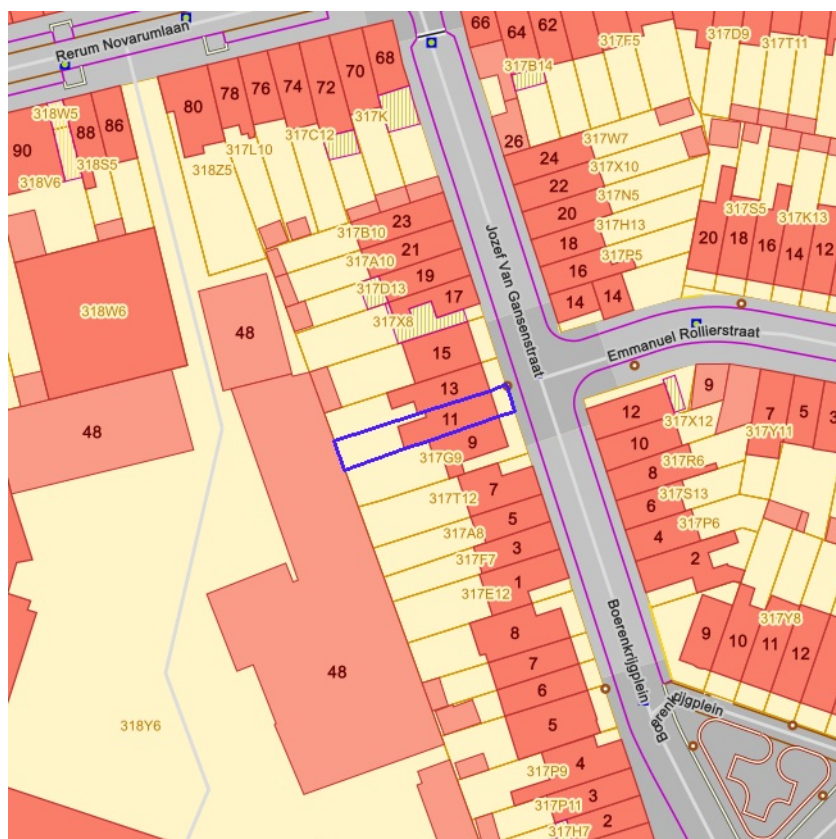 Rerum Novarumlaan
66
64
62
317F5
317D9
317T11
68
70
72
74
76
78
80
317K
317B14
318W5
88
86
90
317C12
317L10
318S5
318Z5
318V6
26
24
317W7
22
317X10
20
317N5
18
317H13
16
317P5
14
14
317S5
317K13
20
18
16
14
12
23
317B10
21
317A10
19
317D13
17
317X8
15
13
11
9
317G9
Jozef Van Gansenstraat
Emmanuel Rollierstraat
318W6
48
48
9
7
5
3
317X12
317Y11
12
10
317R6
8
317S13
6
317P6
4
2
7
317T12
5
317A8
3
317F7
1
317E12
8
7
6
5
4
317P9
3
317P11
2
317H7
48
318Y6
Boerenkrijgplein
Boerenkrijgplein
317Y8
9
10
11
12